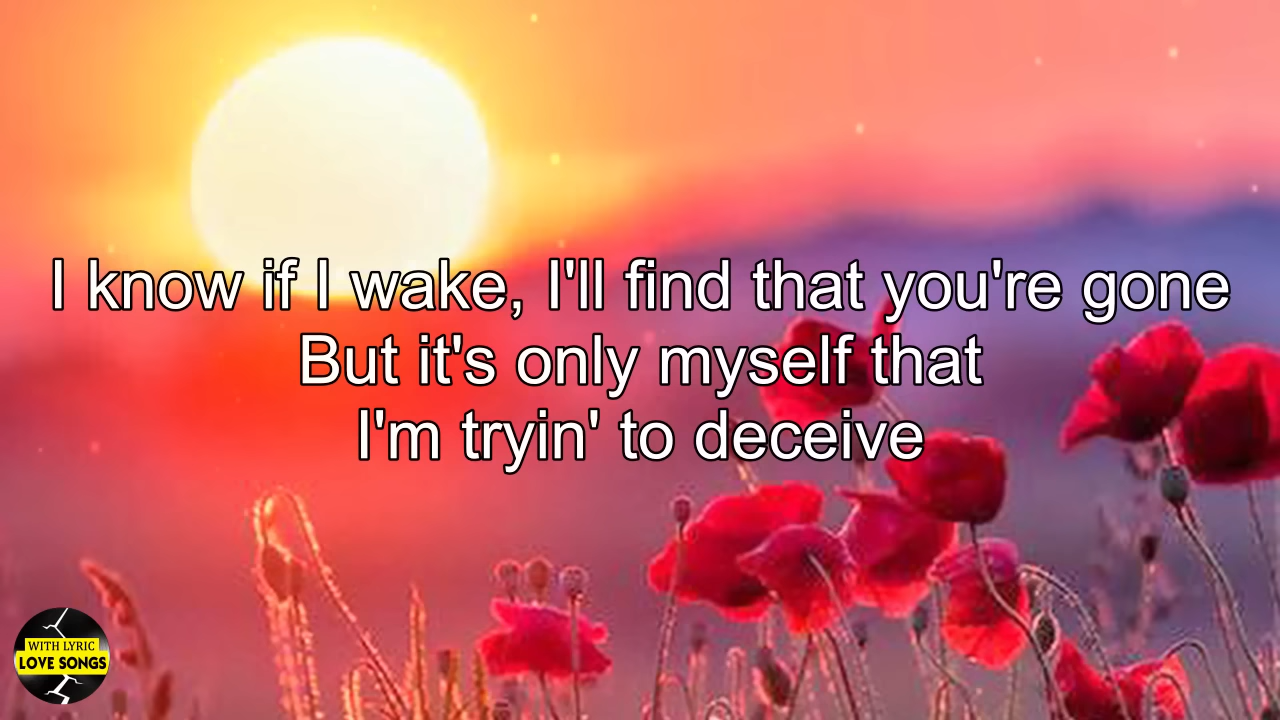 I know if I wake, I'll find that you're gone
But it's only myself that
I'm tryin' to deceive
WITH LYRIC
LOVE SONGS